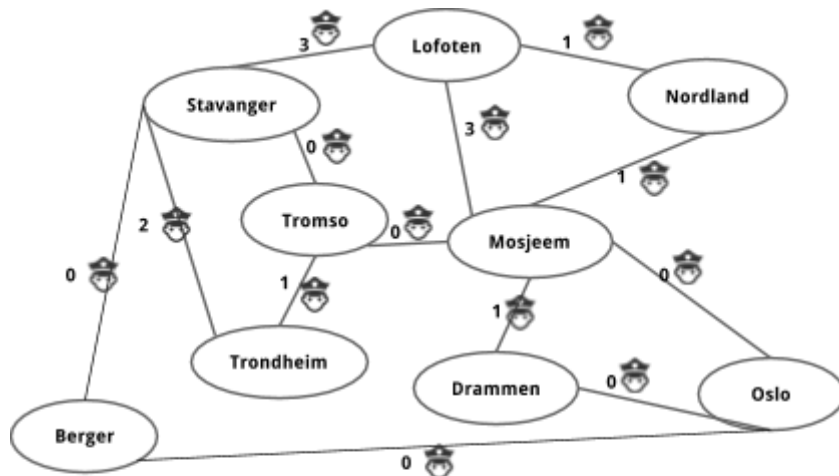 3
Lofoten
1
Nordland
Stavanger
0
3
1
2
Tromso
0
Mosjeem
0
0
1
1
Trondheim
Drammen
0
Oslo
Berger
0